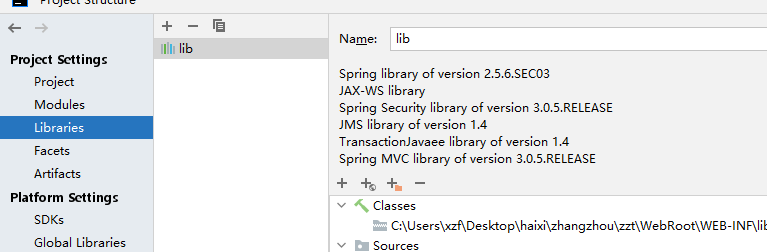 Project Structure
Project Settings
Project
Modules
Libraries
Facets
Artifacts
Platform Settings
SDKs
Global Libraries
lib
Name:
lib
Spring library of version 2.5.6.SEC03
JAX-WS library
Spring Security library of version 3.0.5.RELEASE
JMS library of version 1.4
TransactionJavaee library of version 1.4
Spring MVC library of version 3.0.5.RELEASE
Classes
C:\Users\xzf\Desktop\haixi\zhangzhou\zzt\WebRoot\WEB-INF\lib
Sources